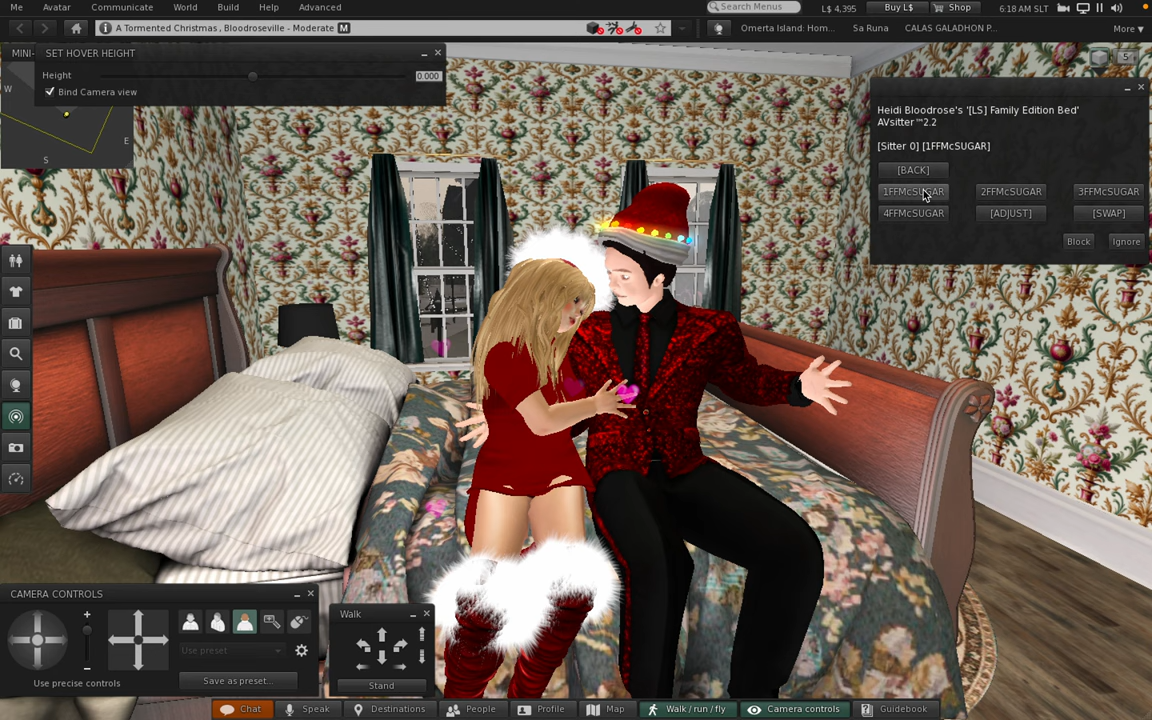 Me Avatar Communicate World Build Help Advanced
Search Menus L$ 4,395 Buy L$ Shop 6:18 AM SLT
A Tormented Christmas , Bloodroseville - Moderate M
Omerta Island: Hom... Sa Runa CALAS GALADHON P... More
MINI-
W
E
S
SET HOVER HEIGHT
Height 0.000
Bind Camera view
5
Heidi Bloodrose's '[LS] Family Edition Bed'
AVsitter™2.2
[Sitter 0] [1FFMcSUGAR]
[BACK]
1FFMcSUGAR 2FFMcSUGAR 3FFMcSUGAR
4FFMcSUGAR [ADJUST] [SWAP]
Block Ignore
CAMERA CONTROLS
Use preset
Use precise controls Save as preset...
Walk
Stand
Chat Speak Destinations People Profile Map Walk / run / fly Camera controls Guidebook